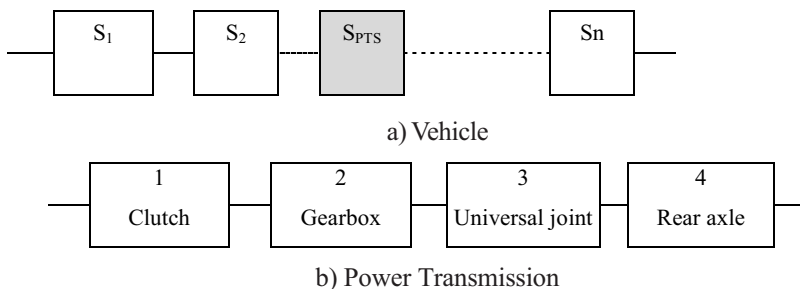 S₁ S₂ Sₚₜₛ Sn
a) Vehicle
1 2 3 4
Clutch Gearbox Universal joint Rear axle
b) Power Transmission